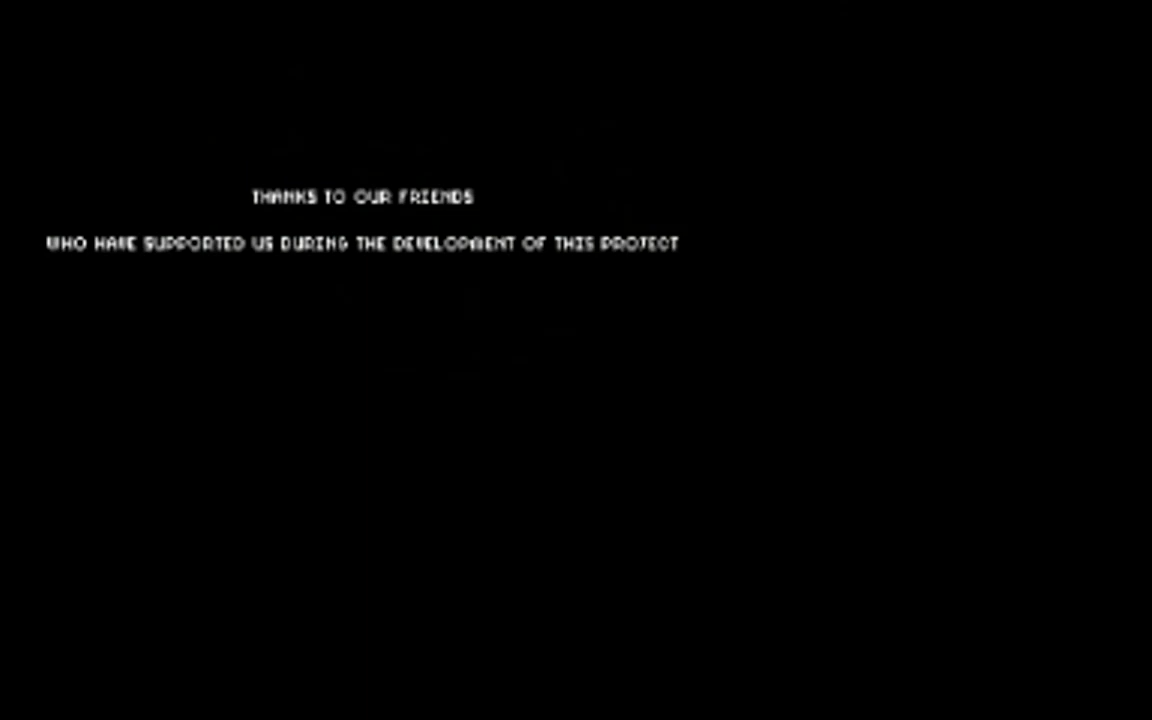 THANKS TO OUR FRIENDS
WHO HAVE SUPPORTED US DURING THE DEVELOPMENT OF THIS PROJECT